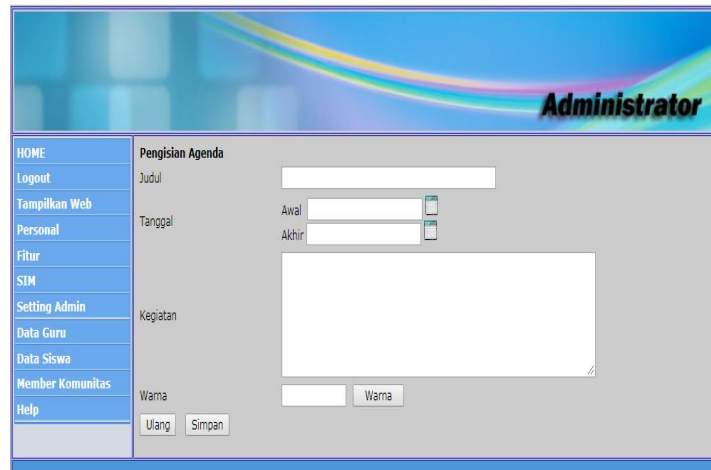 Administrator
HOME
Logout
Tampilkan Web
Personal
Fitur
SIM
Setting Admin
Data Guru
Data Siswa
Member Komunitas
Help
Pengisian Agenda
Judul
Tanggal
Awal
Akhir
Kegiatan
Warna
Warna
Ulang Simpan